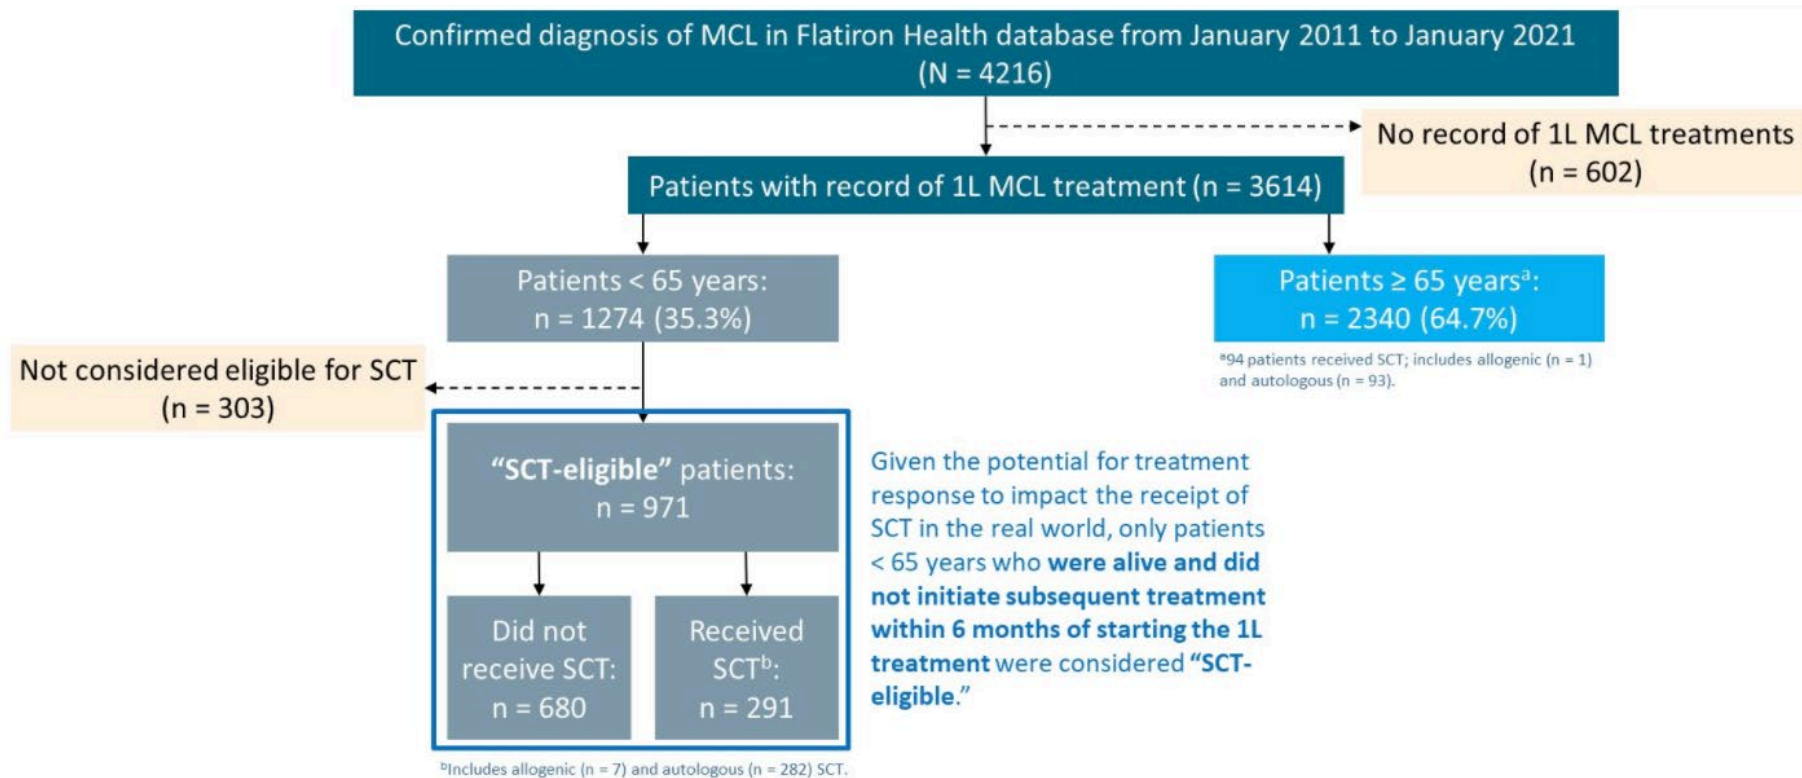 Confirmed diagnosis of MCL in Flatiron Health database from January 2011 to January 2021
(N = 4216)
No record of 1L MCL treatments
(n = 602)
Patients with record of 1L MCL treatment (n = 3614)
Patients < 65 years:
n = 1274 (35.3%)
Patients ≥ 65 yearsᵃ:
n = 2340 (64.7%)
ᵃ94 patients received SCT; includes allogenic (n = 1)
and autologous (n = 93).
Not considered eligible for SCT
(n = 303)
“SCT-eligible” patients:
n = 971
Given the potential for treatment
response to impact the receipt of
SCT in the real world, only patients
< 65 years who were alive and did
not initiate subsequent treatment
within 6 months of starting the 1L
treatment were considered “SCT-
eligible.”
Did not
receive SCT:
n = 680
Received
SCTᵇ:
n = 291
ᵇIncludes allogenic (n = 7) and autologous (n = 282) SCT.